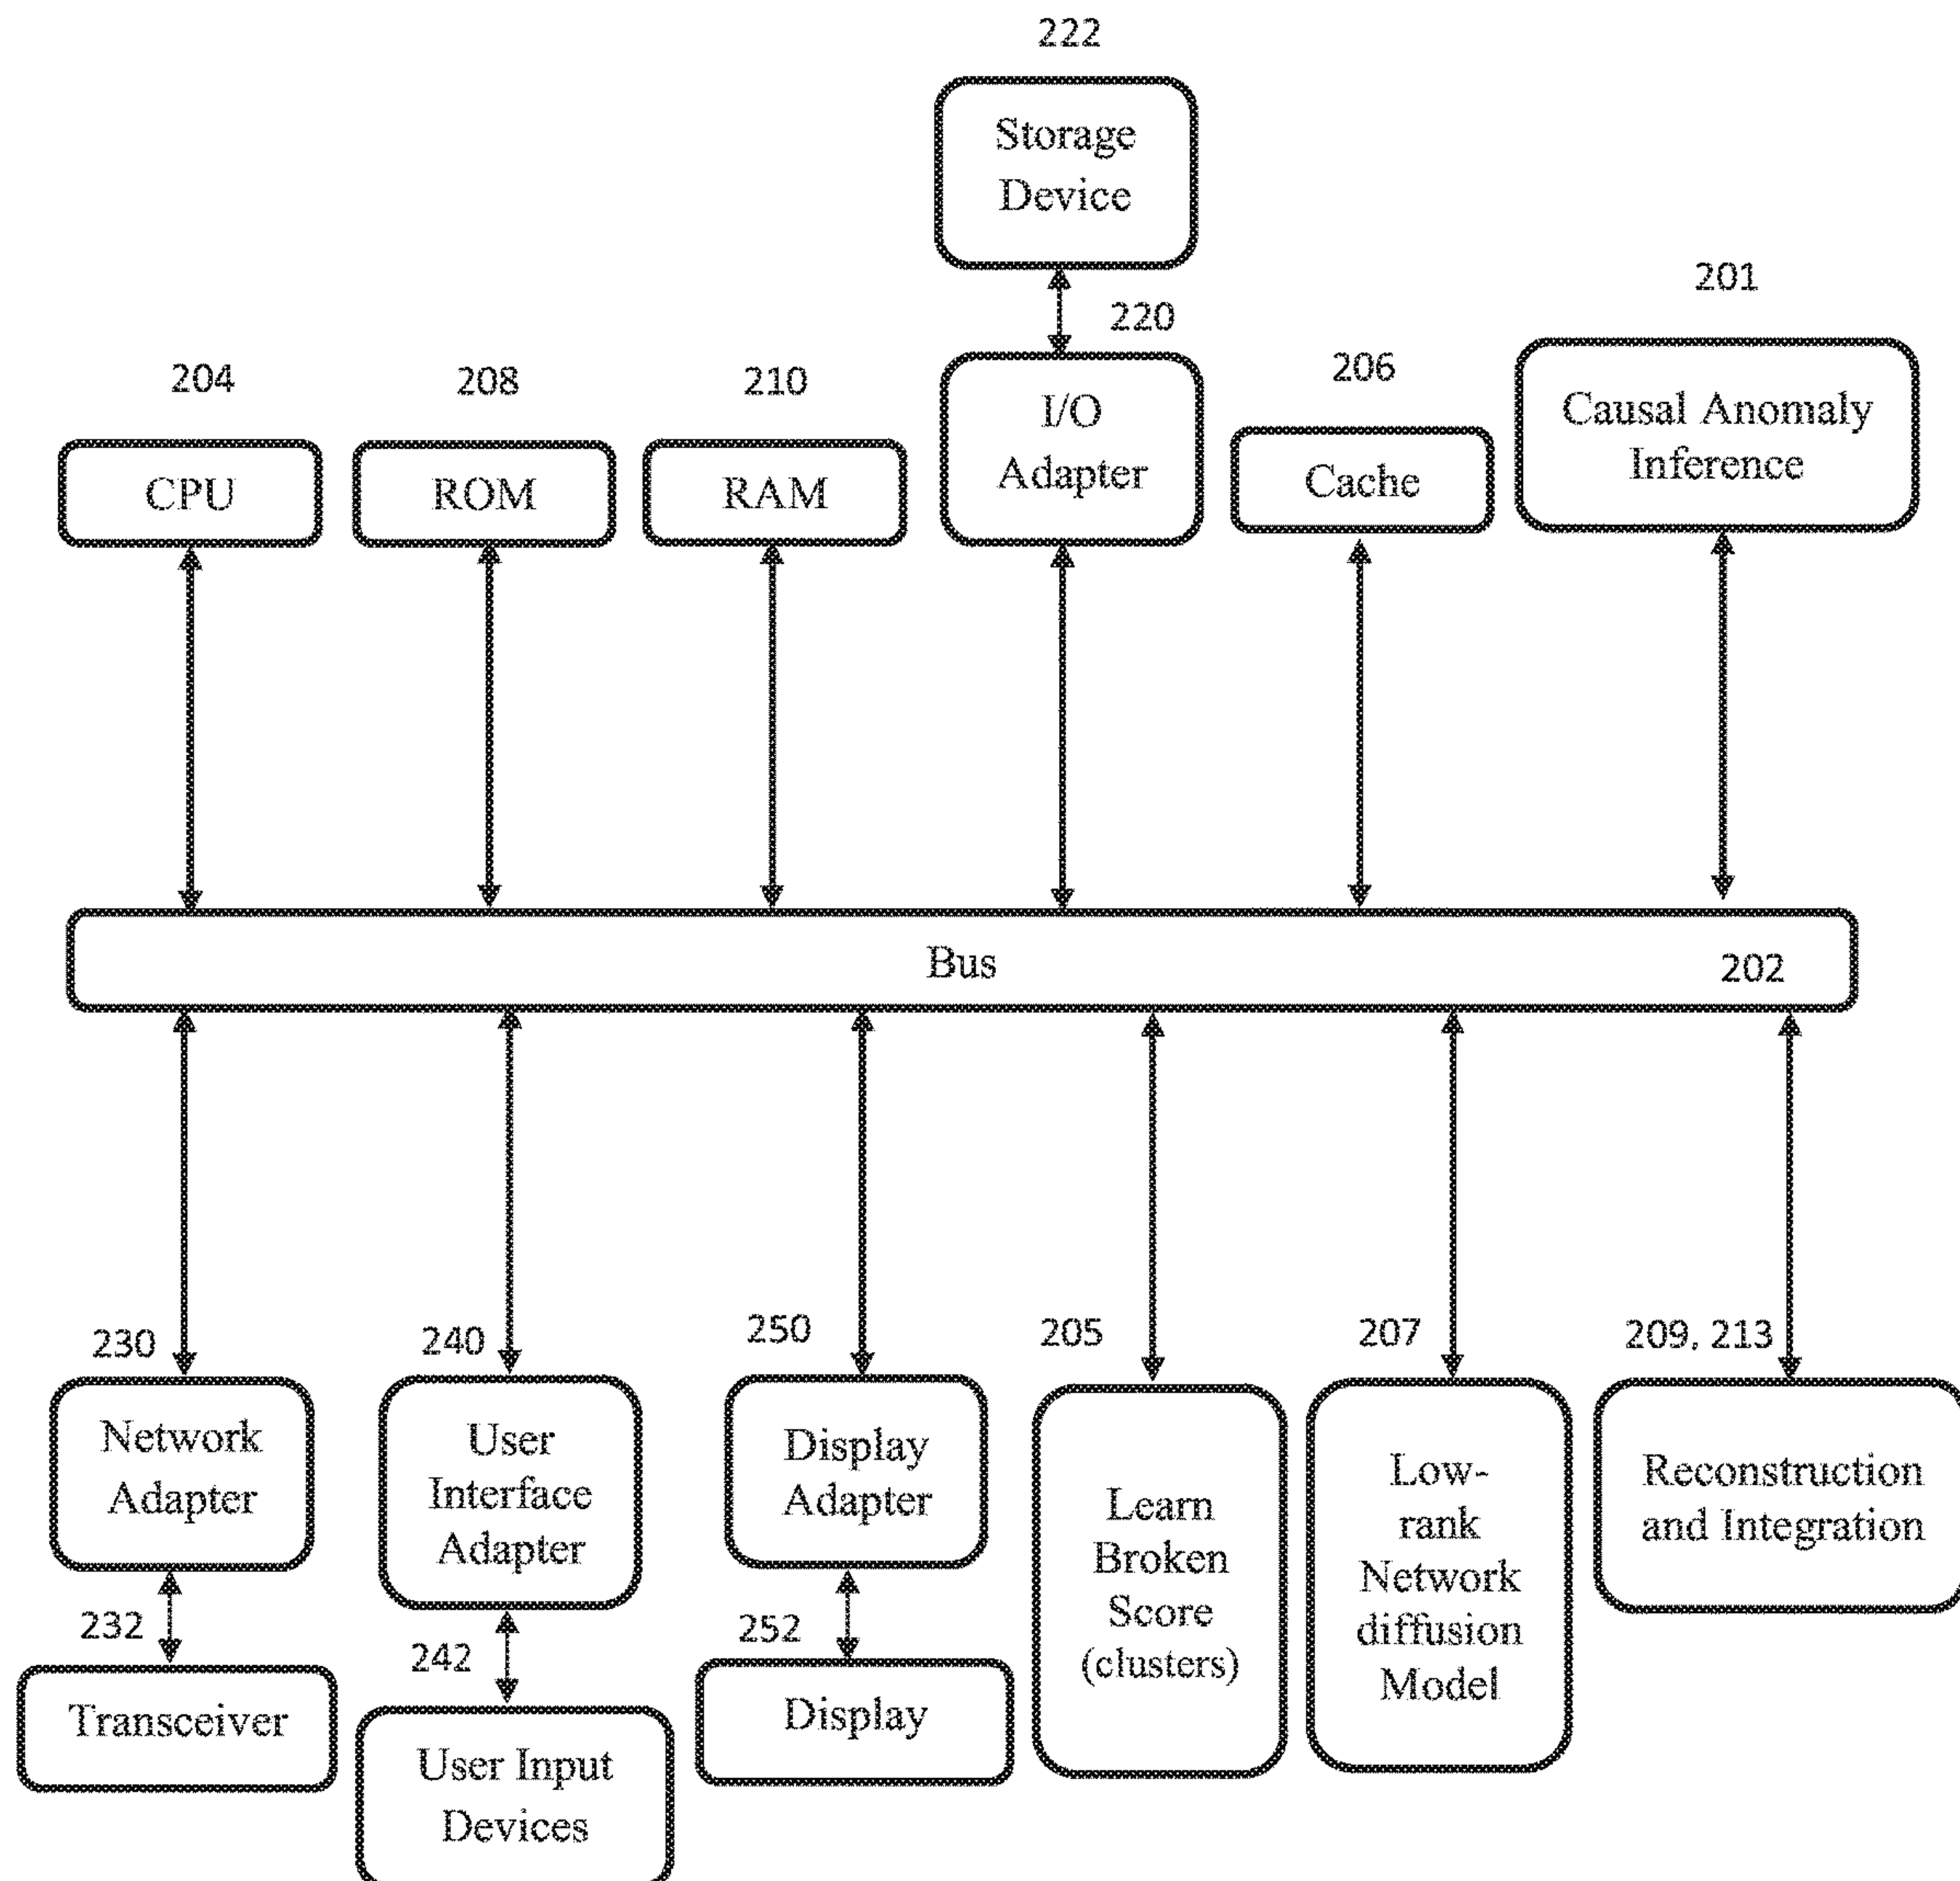 222
Storage
Device
220
201
204
208
210
I/O
Adapter
206
Causal Anomaly
Inference
CPU
ROM
RAM
Cache
Bus
202
230
240
250
205
207
209, 213
Network
Adapter
User
Interface
Adapter
Display
Adapter
Learn
Broken
Score
(clusters)
Low-
rank
Network
diffusion
Model
Reconstruction
and Integration
232
242
252
Transceiver
User Input
Devices
Display